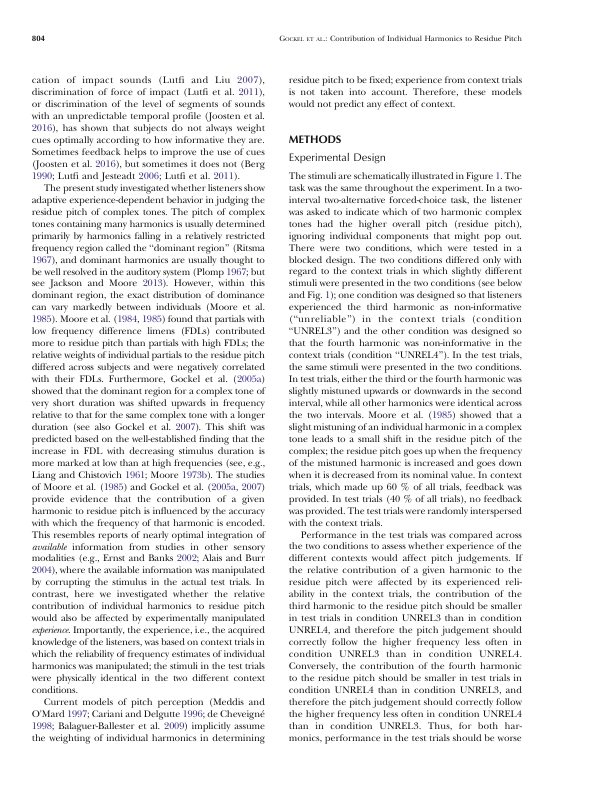 804
GOCKEL ET AL.: Contribution of Individual Harmonics to Residue Pitch
cation of impact sounds (Lutfi and Liu 2007),
discrimination of force of impact (Lutfi et al. 2011),
or discrimination of the level of segments of sounds
with an unpredictable temporal profile (Joosten et al.
2016), has shown that subjects do not always weight
cues optimally according to how informative they are.
Sometimes feedback helps to improve the use of cues
(Joosten et al. 2016), but sometimes it does not (Berg
1990; Lutfi and Jesteadt 2006; Lutfi et al. 2011).
The present study investigated whether listeners show
adaptive experience-dependent behavior in judging the
residue pitch of complex tones. The pitch of complex
tones containing many harmonics is usually determined
primarily by harmonics falling in a relatively restricted
frequency region called the “dominant region” (Ritsma
1967), and dominant harmonics are usually thought to
be well resolved in the auditory system (Plomp 1967; but
see Jackson and Moore 2013). However, within this
dominant region, the exact distribution of dominance
can vary markedly between individuals (Moore et al.
1985). Moore et al. (1984, 1985) found that partials with
low frequency difference limens (FDLs) contributed
more to residue pitch than partials with high FDLs; the
relative weights of individual partials to the residue pitch
differed across subjects and were negatively correlated
with their FDLs. Furthermore, Gockel et al. (2005a)
showed that the dominant region for a complex tone of
very short duration was shifted upwards in frequency
relative to that for the same complex tone with a longer
duration (see also Gockel et al. 2007). This shift was
predicted based on the well-established finding that the
increase in FDL with decreasing stimulus duration is
more marked at low than at high frequencies (see, e.g.,
Liang and Chistovich 1961; Moore 1973b). The studies
of Moore et al. (1985) and Gockel et al. (2005a, 2007)
provide evidence that the contribution of a given
harmonic to residue pitch is influenced by the accuracy
with which the frequency of that harmonic is encoded.
This resembles reports of nearly optimal integration of
available information from studies in other sensory
modalities (e.g., Ernst and Banks 2002; Alais and Burr
2004), where the available information was manipulated
by corrupting the stimulus in the actual test trials. In
contrast, here we investigated whether the relative
contribution of individual harmonics to residue pitch
would also be affected by experimentally manipulated
experience. Importantly, the experience, i.e., the acquired
knowledge of the listeners, was based on context trials in
which the reliability of frequency estimates of individual
harmonics was manipulated; the stimuli in the test trials
were physically identical in the two different context
conditions.
Current models of pitch perception (Meddis and
O’Mard 1997; Cariani and Delgutte 1996; de Cheveigné
1998; Balaguer-Ballester et al. 2009) implicitly assume
the weighting of individual harmonics in determining
residue pitch to be fixed; experience from context trials
is not taken into account. Therefore, these models
would not predict any effect of context.
METHODS
Experimental Design
The stimuli are schematically illustrated in Figure 1. The
task was the same throughout the experiment. In a two-
interval two-alternative forced-choice task, the listener
was asked to indicate which of two harmonic complex
tones had the higher overall pitch (residue pitch),
ignoring individual components that might pop out.
There were two conditions, which were tested in a
blocked design. The two conditions differed only with
regard to the context trials in which slightly different
stimuli were presented in the two conditions (see below
and Fig. 1); one condition was designed so that listeners
experienced the third harmonic as non-informative
(“unreliable”) in the context trials (condition
“UNREL3”) and the other condition was designed so
that the fourth harmonic was non-informative in the
context trials (condition “UNREL4”). In the test trials,
the same stimuli were presented in the two conditions.
In test trials, either the third or the fourth harmonic was
slightly mistuned upwards or downwards in the second
interval, while all other harmonics were identical across
the two intervals. Moore et al. (1985) showed that a
slight mistuning of an individual harmonic in a complex
tone leads to a small shift in the residue pitch of the
complex; the residue pitch goes up when the frequency
of the mistuned harmonic is increased and goes down
when it is decreased from its nominal value. In context
trials, which made up 60 % of all trials, feedback was
provided. In test trials (40 % of all trials), no feedback
was provided. The test trials were randomly interspersed
with the context trials.
Performance in the test trials was compared across
the two conditions to assess whether experience of the
different contexts would affect pitch judgements. If
the relative contribution of a given harmonic to the
residue pitch were affected by its experienced reli-
ability in the context trials, the contribution of the
third harmonic to the residue pitch should be smaller
in test trials in condition UNREL3 than in condition
UNREL4, and therefore the pitch judgement should
correctly follow the higher frequency less often in
condition UNREL3 than in condition UNREL4.
Conversely, the contribution of the fourth harmonic
to the residue pitch should be smaller in test trials in
condition UNREL4 than in condition UNREL3, and
therefore the pitch judgement should correctly follow
the higher frequency less often in condition UNREL4
than in condition UNREL3. Thus, for both har-
monics, performance in the test trials should be worse